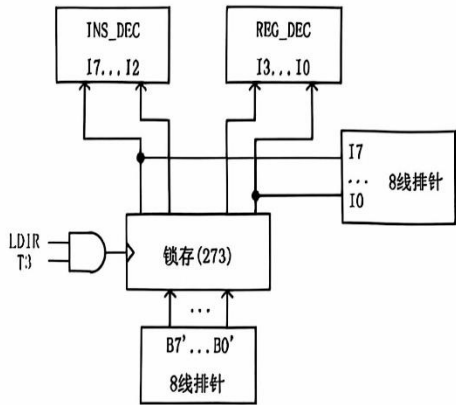 INS_DEC
I7...I2
REG_DEC
I3...I0
I7
...
I0
8线排针
LDIR
T3
锁存(273)
...
B7'...B0'
8线排针